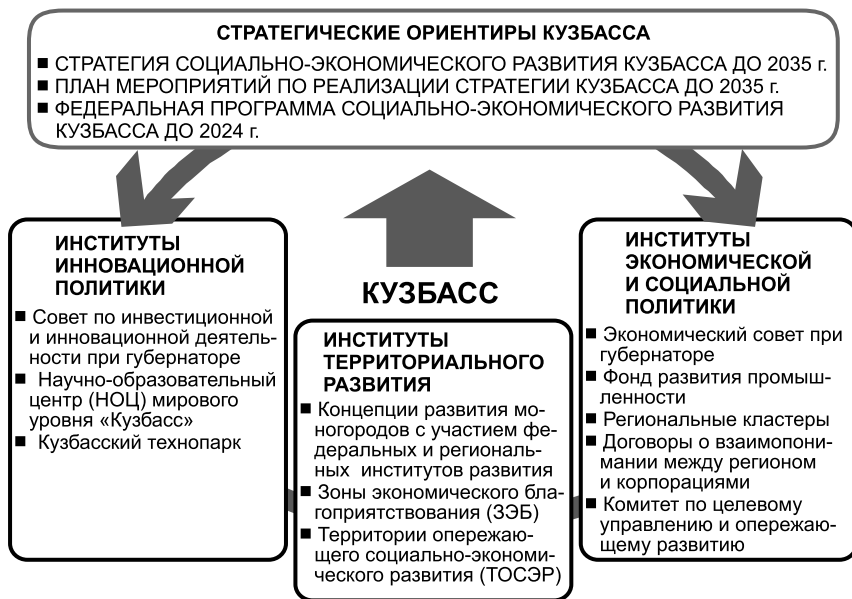 СТРАТЕГИЧЕСКИЕ ОРИЕНТИРЫ КУЗБАССА
■ СТРАТЕГИЯ СОЦИАЛЬНО-ЭКОНОМИЧЕСКОГО РАЗВИТИЯ КУЗБАССА ДО 2035 г.
■ ПЛАН МЕРОПРИЯТИЙ ПО РЕАЛИЗАЦИИ СТРАТЕГИИ КУЗБАССА ДО 2035 г.
■ ФЕДЕРАЛЬНАЯ ПРОГРАММА СОЦИАЛЬНО-ЭКОНОМИЧЕСКОГО РАЗВИТИЯ
КУЗБАССА ДО 2024 г.
ИНСТИТУТЫ
ИННОВАЦИОННОЙ
ПОЛИТИКИ
■ Совет по инвестиционной
и инновационной деятель-
ности при губернаторе
■ Научно-образовательный
центр (НОЦ) мирового
уровня «Кузбасс»
■ Кузбасский технопарк
КУЗБАСС
ИНСТИТУТЫ
ТЕРРИТОРИАЛЬНОГО
РАЗВИТИЯ
■ Концепции развития мо-
ногородов с участием фе-
деральных и региональ-
ных институтов развития
■ Зоны экономического бла-
гоприятствования (ЗЭБ)
■ Территории опережаю-
щего социально-экономи-
ческого развития (ТОСЭР)
ИНСТИТУТЫ
ЭКОНОМИЧЕСКОЙ
И СОЦИАЛЬНОЙ
ПОЛИТИКИ
■ Экономический совет при
губернаторе
■ Фонд развития промыш-
ленности
■ Региональные кластеры
■ Договоры о взаимопони-
мании между регионом
и корпорациями
■ Комитет по целевому
управлению и опережаю-
щему развитию